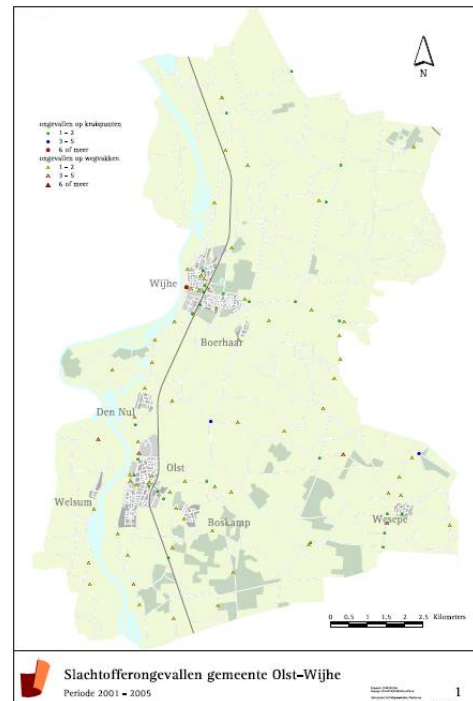 N
ongevallen op kruispunten
1 - 2
3 - 5
6 of meer
ongevallen op wegvakken
1 - 2
3 - 5
6 of meer
Wijhe
Boerhaar
Den Nul
Olst
Welsum
Boskamp
Wesepe
0 0.5 1 1.5 2 2.5 Kilometers
Slachtofferongevallen gemeente Olst-Wijhe
Periode 2001 - 2005
1